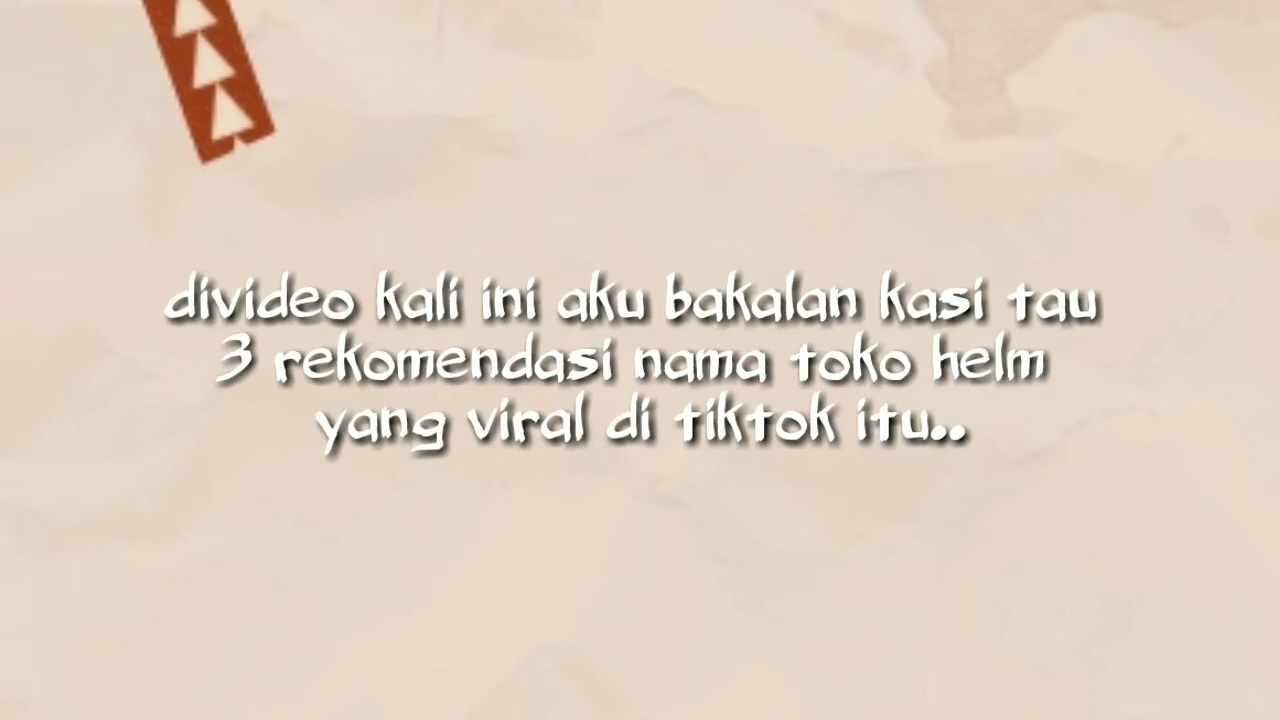 divideo kali ini aku bakalan kasi tau
3 rekomendasi nama toko helm
yang viral di tiktok itu..